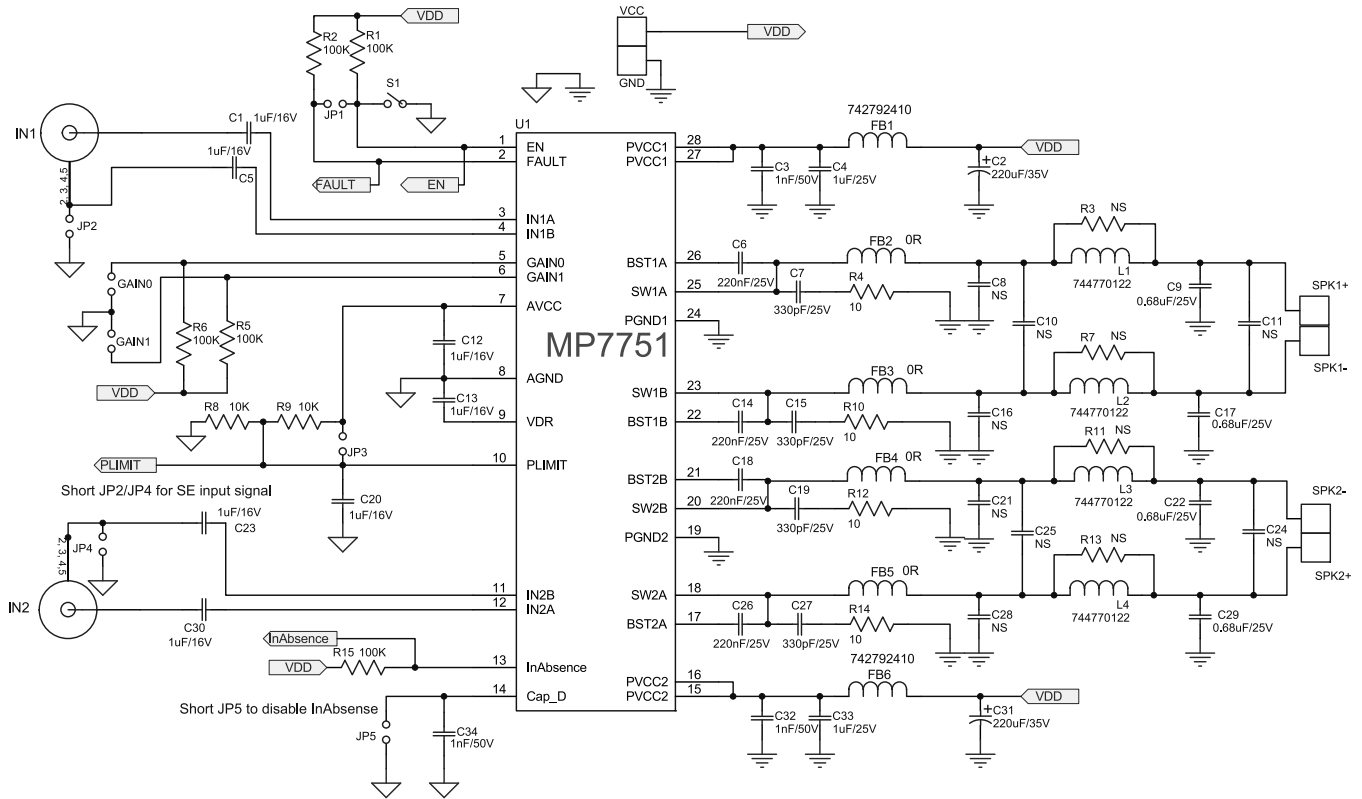 VCC
VDD
GND
VDD
R2
100K
R1
100K
S1
JP1
IN1
C1
1uF/16V
1uF/16V
C5
2, 3, 4,5
JP2
FAULT
EN
GAIN0
GAIN1
R6
100K
R5
100K
VDD
C12
1uF/16V
C13
1uF/16V
R8
10K
R9
10K
JP3
PLIMIT
Short JP2/JP4 for SE input signal
C20
1uF/16V
1uF/16V
C23
2, 3, 4,5
JP4
IN2
C30
1uF/16V
InAbsence
VDD
R15
100K
Short JP5 to disable InAbsense
JP5
C34
1nF/50V
U1
MP7751
1
EN
2
FAULT
3
IN1A
4
IN1B
5
GAIN0
6
GAIN1
7
AVCC
8
AGND
9
VDR
10
PLIMIT
11
IN2B
12
IN2A
13
InAbsence
14
Cap_D
PVCC1
28
PVCC1
27
BST1A
26
SW1A
25
PGND1
24
SW1B
23
BST1B
22
BST2B
21
SW2B
20
PGND2
19
SW2A
18
BST2A
17
PVCC2
16
PVCC2
15
742792410
FB1
VDD
C3
1nF/50V
C4
1uF/25V
+
C2
220uF/35V
C6
220nF/25V
FB2
0R
C7
330pF/25V
R4
10
C8
NS
R3
NS
L1
744770122
C9
0.68uF/25V
C10
NS
C11
NS
SPK1+
SPK1-
R7
NS
FB3
0R
L2
744770122
C14
220nF/25V
C15
330pF/25V
R10
10
C16
NS
C17
0.68uF/25V
R11
NS
C18
220nF/25V
FB4
0R
L3
744770122
C19
330pF/25V
R12
10
C21
NS
C22
0.68uF/25V
SPK2-
C25
NS
C24
NS
R13
NS
SPK2+
FB5
0R
L4
744770122
C26
220nF/25V
C27
330pF/25V
R14
10
C28
NS
C29
0.68uF/25V
742792410
FB6
VDD
C32
1nF/50V
C33
1uF/25V
+
C31
220uF/35V